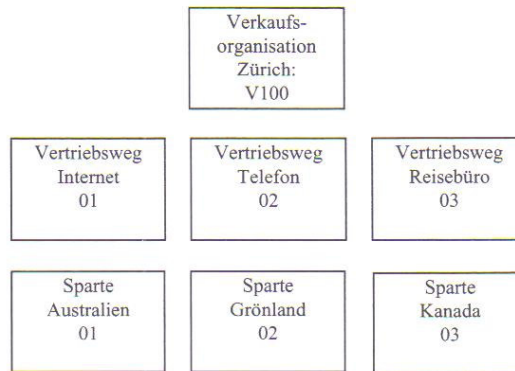 Verkaufs-
organisation
Zürich:
V100
Vertriebsweg
Internet
01
Vertriebsweg
Telefon
02
Vertriebsweg
Reisebüro
03
Sparte
Australien
01
Sparte
Grönland
02
Sparte
Kanada
03